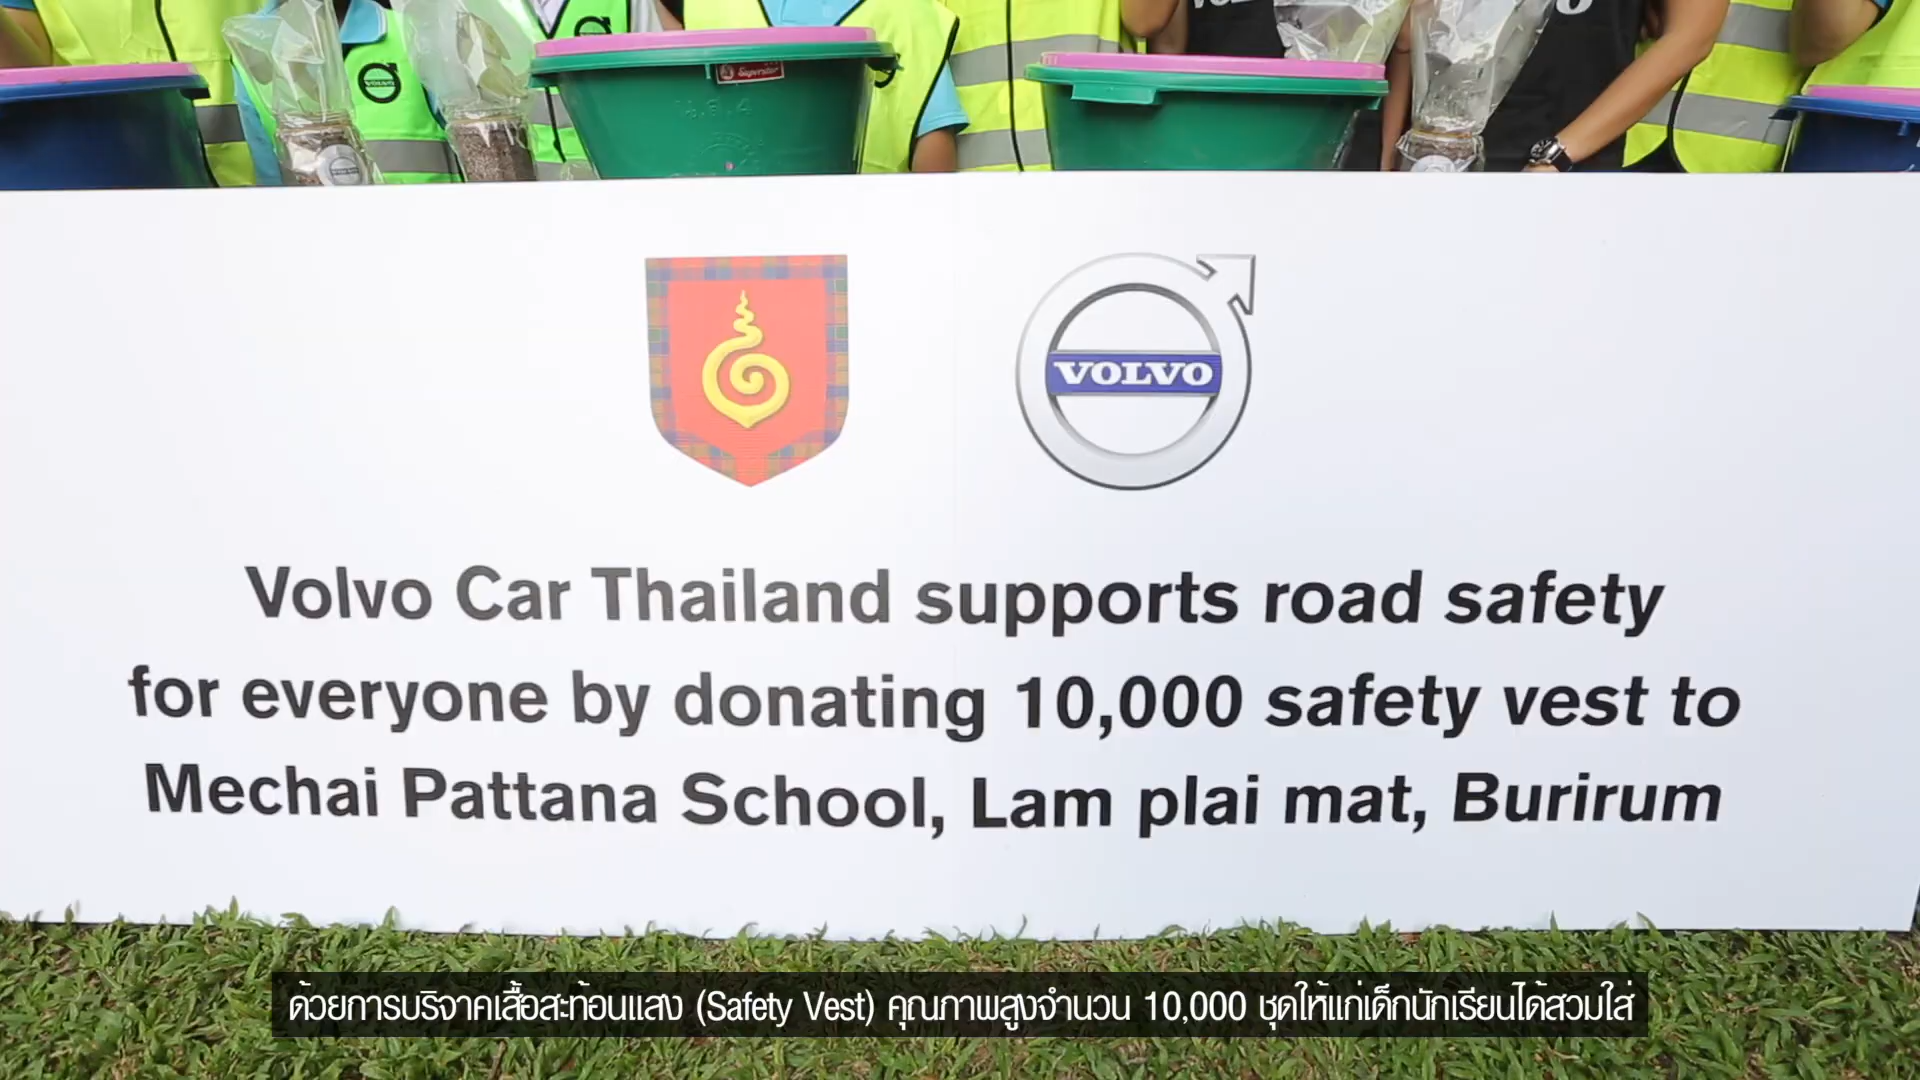 VOLVO
Superstar
VOLVO
Volvo Car Thailand supports road safety
for everyone by donating 10,000 safety vest to
Mechai Pattana School, Lam plai mat, Burirum
ด้วยการบริจาคเสื้อสะท้อนแสง (Safety Vest) คุณภาพสูงจำนวน 10,000 ชุดให้แก่เด็กนักเรียนได้สวมใส่